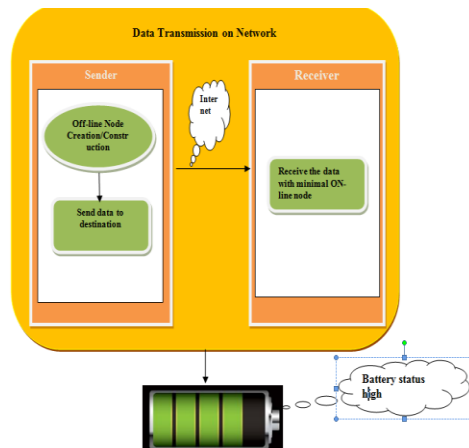 Data Transmission on Network
Sender
Receiver
Inter
net
Off-line Node
Creation/Constr
uction
Send data to
destination
Receive the data
with minimal ON-
line node
Battery status
high